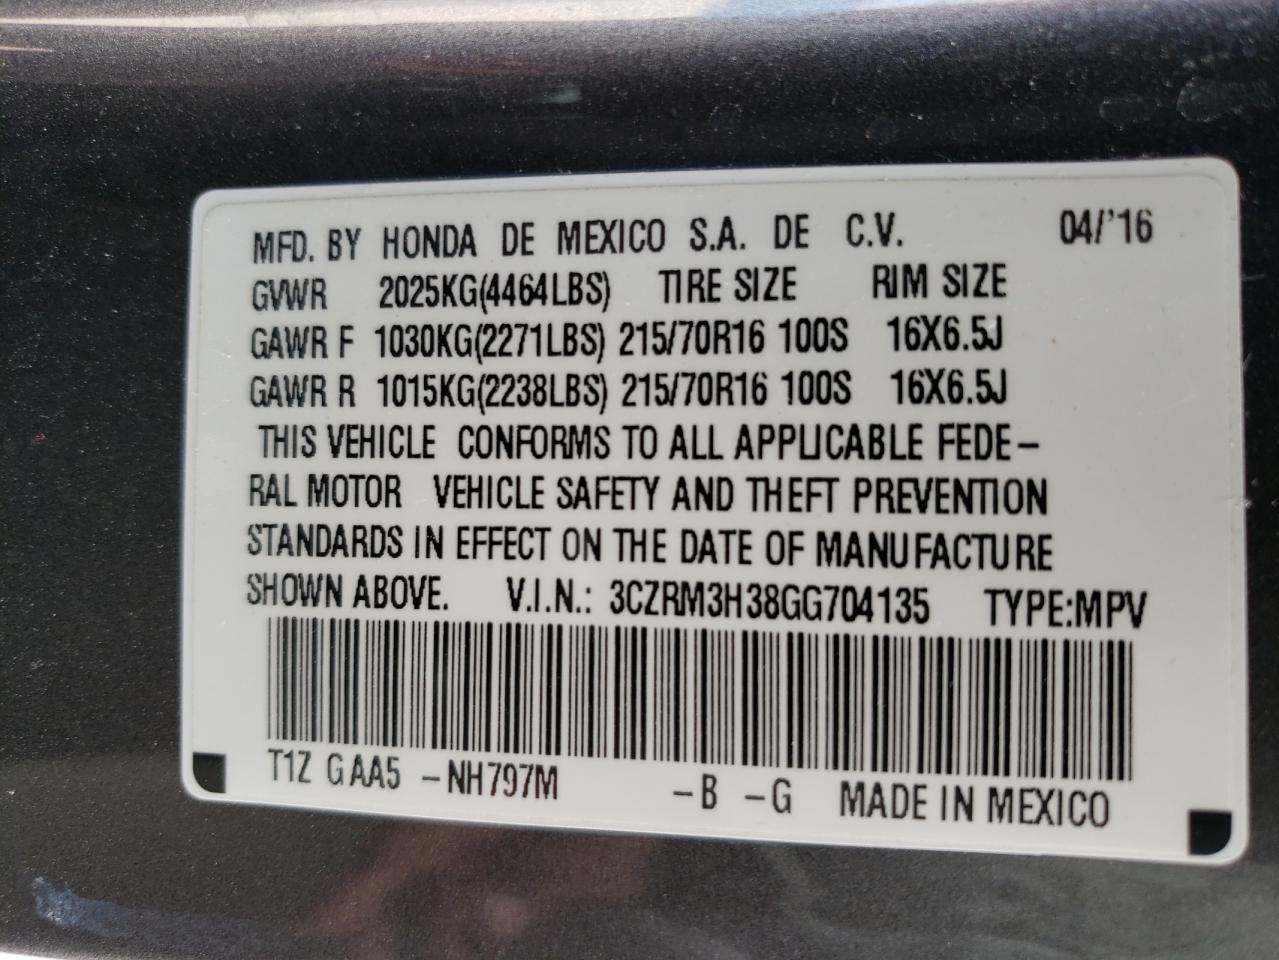 MFD. BY HONDA DE MEXICO S.A. DE C.V. 04/'16
GVWR 2025KG(4464LBS) TIRE SIZE RIM SIZE
GAWR F 1030KG(2271LBS) 215/70R16 100S 16X6.5J
GAWR R 1015KG(2238LBS) 215/70R16 100S 16X6.5J
THIS VEHICLE CONFORMS TO ALL APPLICABLE FEDE-
RAL MOTOR VEHICLE SAFETY AND THEFT PREVENTION
STANDARDS IN EFFECT ON THE DATE OF MANUFACTURE
SHOWN ABOVE. V.I.N.: 3CZRM3H38GG704135 TYPE:MPV
T1Z GAA5 -NH797M -B -G MADE IN MEXICO